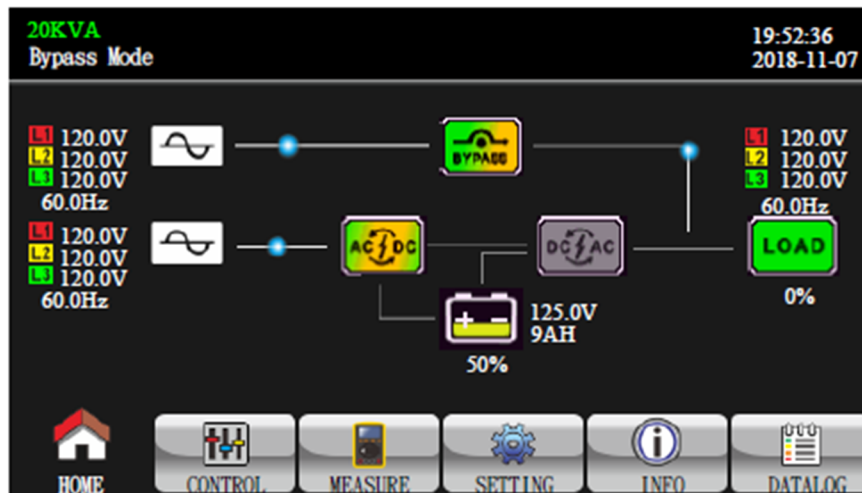 20KVA
Bypass Mode
19:52:36
2018-11-07
L1 120.0V
L2 120.0V
L3 120.0V
60.0Hz
BYPASS
L1 120.0V
L2 120.0V
L3 120.0V
60.0Hz
L1 120.0V
L2 120.0V
L3 120.0V
60.0Hz
AC DC
DC AC
LOAD
0%
+ −
125.0V
9AH
50%
HOME
CONTROL
MEASURE
SETTING
INFO
DATALOG